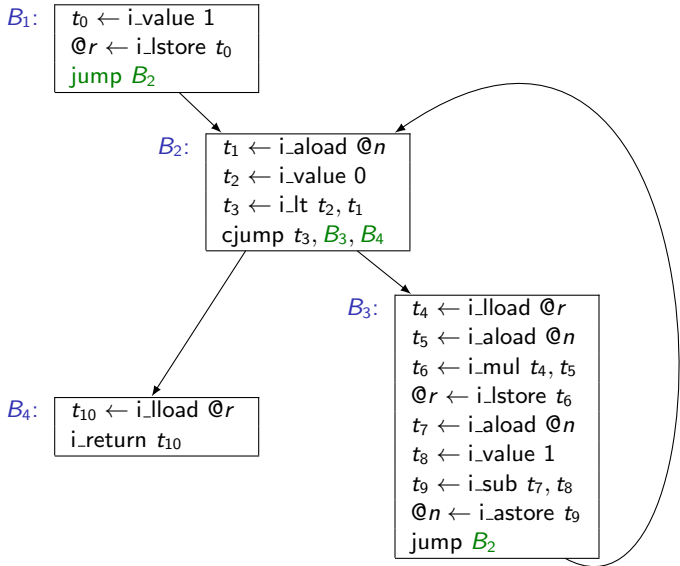 B₁:
t₀ ← i_value 1
@r ← i_lstore t₀
jump B₂
B₂:
t₁ ← i_aload @n
t₂ ← i_value 0
t₃ ← i_lt t₂, t₁
cjump t₃, B₃, B₄
B₃:
t₄ ← i_lload @r
t₅ ← i_aload @n
t₆ ← i_mul t₄, t₅
@r ← i_lstore t₆
t₇ ← i_aload @n
t₈ ← i_value 1
t₉ ← i_sub t₇, t₈
@n ← i_astore t₉
jump B₂
B₄:
t₁₀ ← i_lload @r
i_return t₁₀